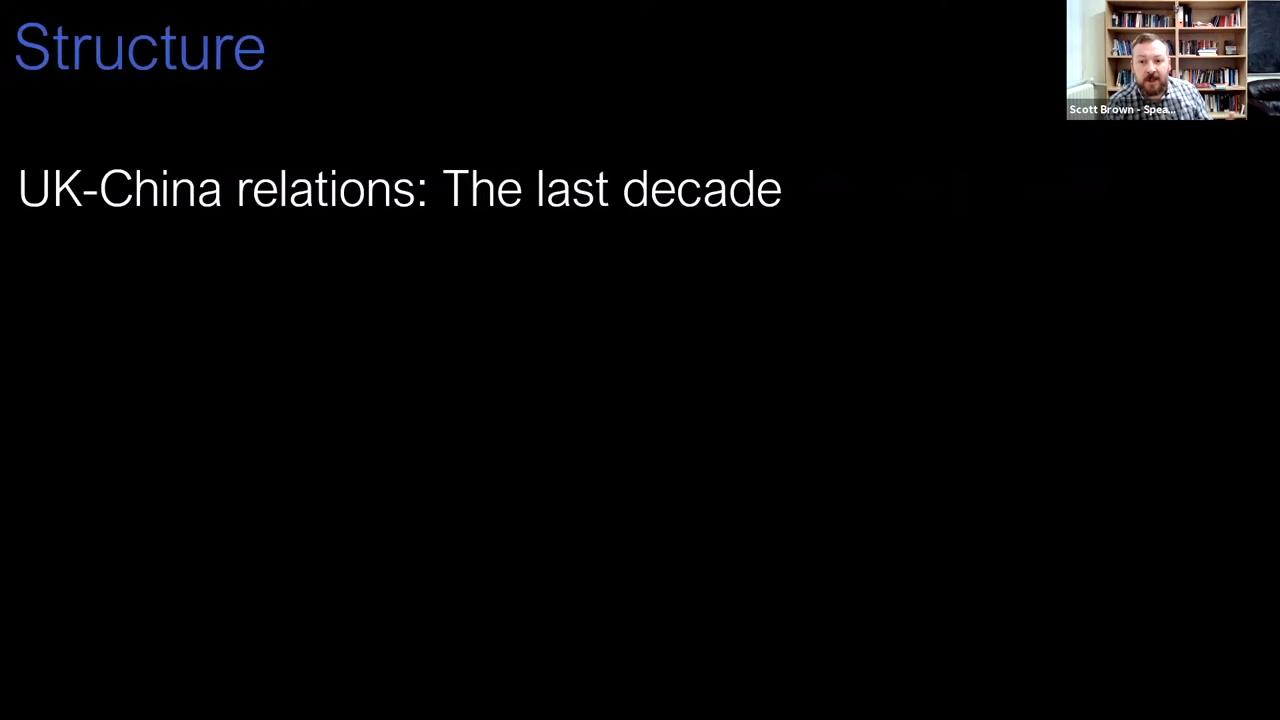 Structure
Scott Brown - Spea...
UK-China relations: The last decade